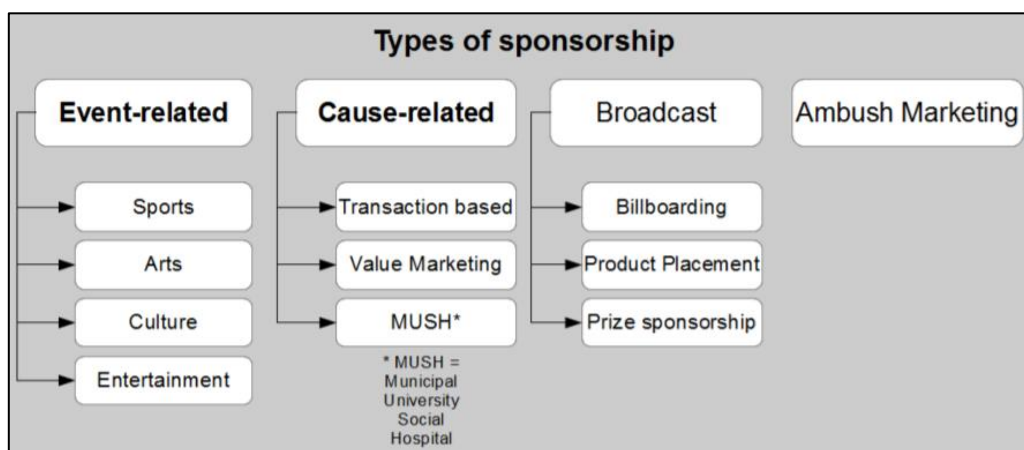 Types of sponsorship
Event-related
Sports
Arts
Culture
Entertainment
Cause-related
Transaction based
Value Marketing
MUSH*
* MUSH =
Municipal
University
Social
Hospital
Broadcast
Billboarding
Product Placement
Prize sponsorship
Ambush Marketing